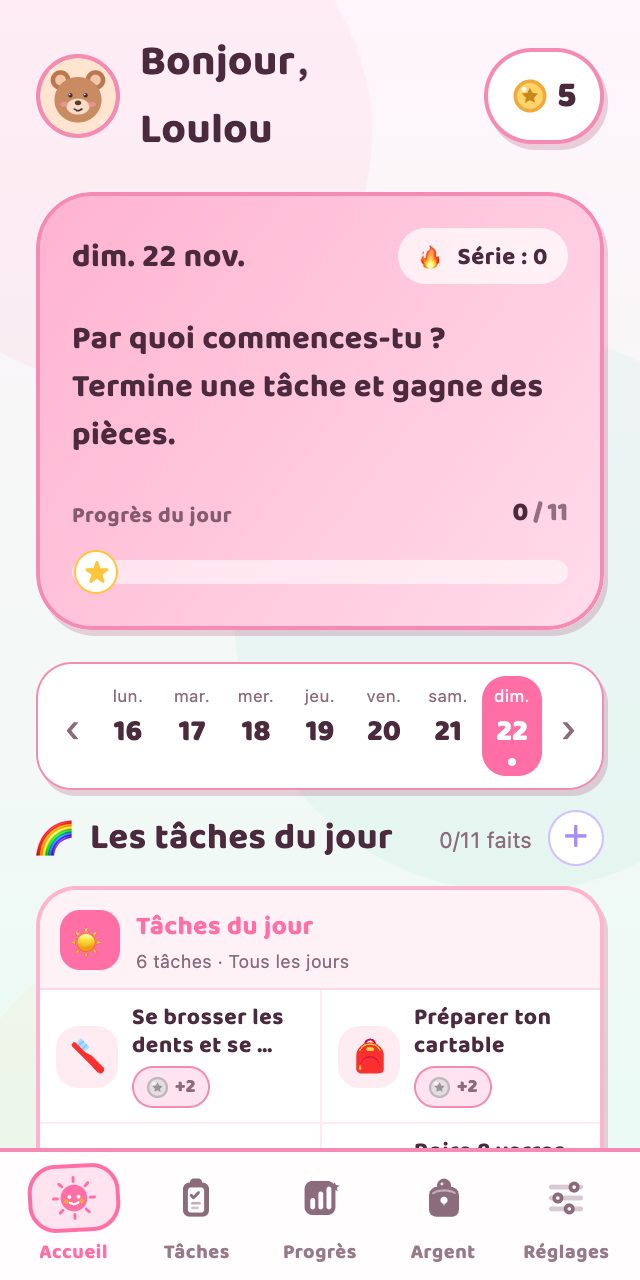 Bonjour,
Loulou
5
dim. 22 nov.
Série : 0
Par quoi commences-tu ?
Termine une tâche et gagne des
pièces.
Progrès du jour
0 / 11
lun. mar. mer. jeu. ven. sam. dim.
‹ 16 17 18 19 20 21 22 ›
Les tâches du jour
0/11 faits
+
Tâches du jour
6 tâches · Tous les jours
Se brosser les
dents et se ...
+2
Préparer ton
cartable
+2
Accueil
Tâches
Progrès
Argent
Réglages